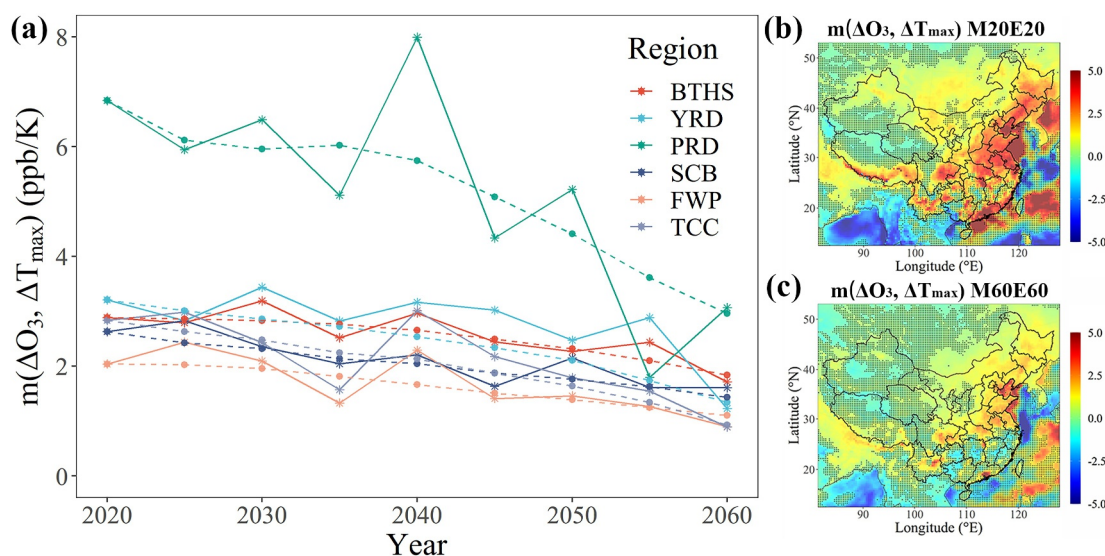 (a)
m(ΔO₃, ΔTmax) (ppb/K)
8
6
4
2
0
2020 2030 2040 2050 2060
Year
Region
BTHS
YRD
PRD
SCB
FWP
TCC
(b)
m(ΔO₃, ΔTmax) M20E20
Latitude (°N)
50
40
30
20
90 100 110 120
Longitude (°E)
5.0
2.5
0
-2.5
-5.0
(c)
m(ΔO₃, ΔTmax) M60E60
Latitude (°N)
50
40
30
20
90 100 110 120
Longitude (°E)
5.0
2.5
0
-2.5
-5.0